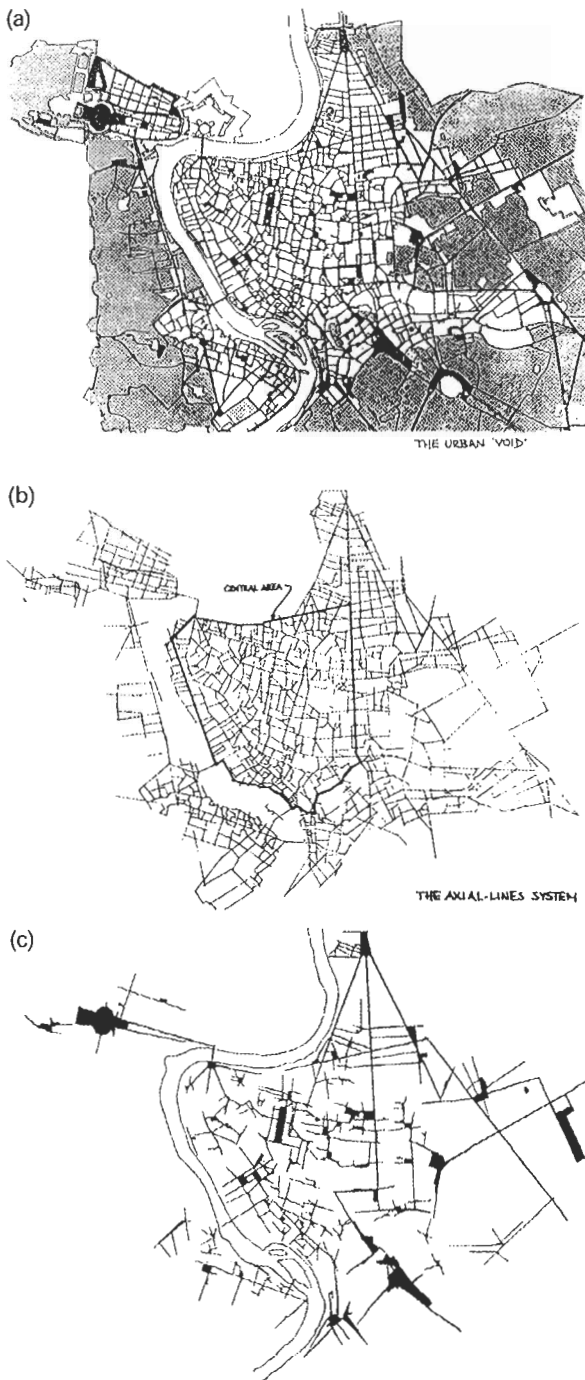 (a)
THE URBAN 'VOID'
(b)
CENTRAL AREA
THE AXIAL-LINES SYSTEM
(c)